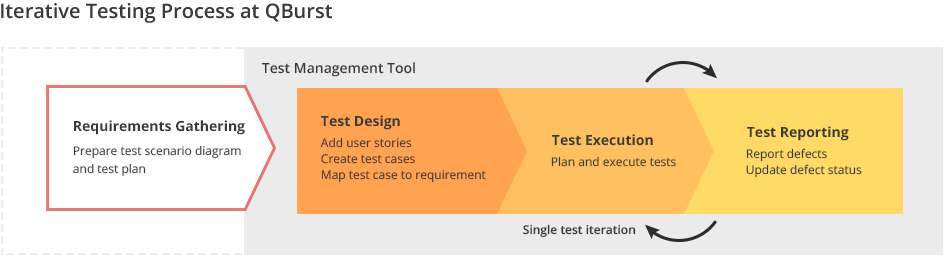 Iterative Testing Process at QBurst
Test Management Tool
Requirements Gathering
Prepare test scenario diagram
and test plan
Test Design
Add user stories
Create test cases
Map test case to requirement
Test Execution
Plan and execute tests
Test Reporting
Report defects
Update defect status
Single test iteration